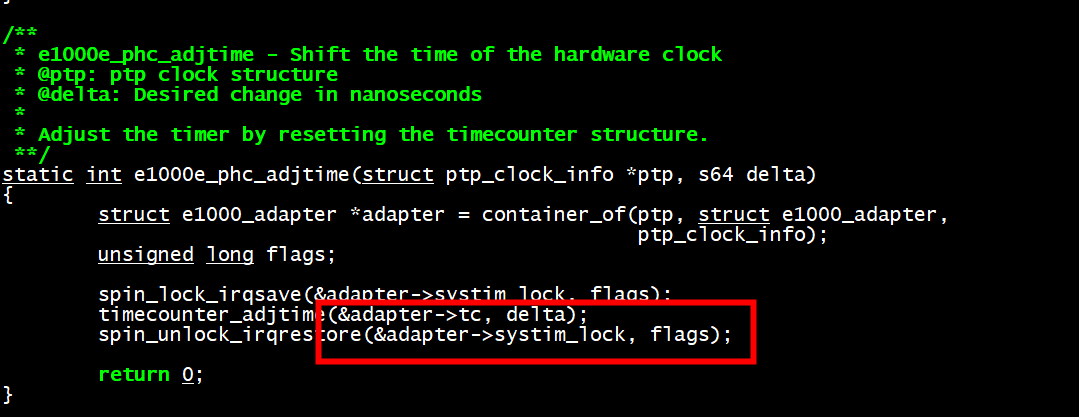 }
/**
 * e1000e_phc_adjtime - Shift the time of the hardware clock
 * @ptp: ptp clock structure
 * @delta: Desired change in nanoseconds
 *
 * Adjust the timer by resetting the timecounter structure.
 **/
static int e1000e_phc_adjtime(struct ptp_clock_info *ptp, s64 delta)
{
        struct e1000_adapter *adapter = container_of(ptp, struct e1000_adapter,
                                                     ptp_clock_info);
        unsigned long flags;
        spin_lock_irqsave(&adapter->systim_lock, flags);
        timecounter_adjtime(&adapter->tc, delta);
        spin_unlock_irqrestore(&adapter->systim_lock, flags);
        return 0;
}